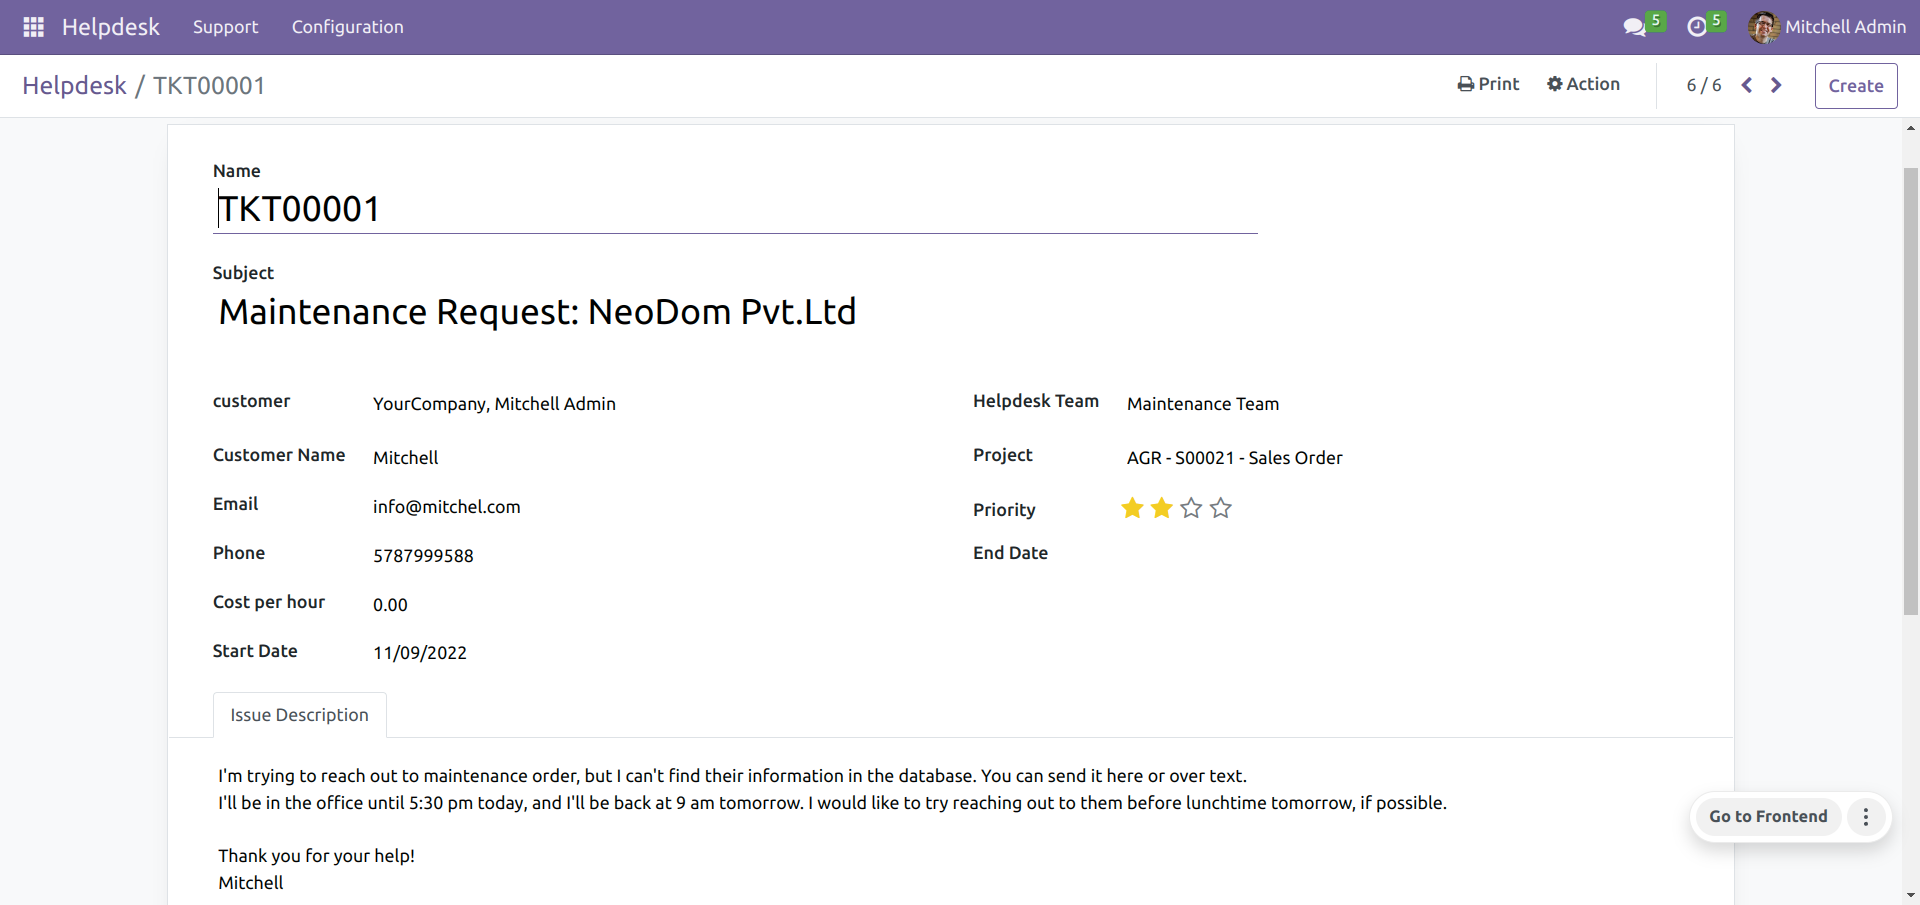 Helpdesk Support Configuration 5 5 Mitchell Admin
Helpdesk / TKT00001 Print Action 6 / 6 Create
Name
TKT00001
Subject
Maintenance Request: NeoDom Pvt.Ltd
customer YourCompany, Mitchell Admin Helpdesk Team Maintenance Team
Customer Name Mitchell Project AGR - S00021 - Sales Order
Email info@mitchel.com Priority
Phone 5787999588 End Date
Cost per hour 0.00
Start Date 11/09/2022
Issue Description
I'm trying to reach out to maintenance order, but I can't find their information in the database. You can send it here or over text.
I'll be in the office until 5:30 pm today, and I'll be back at 9 am tomorrow. I would like to try reaching out to them before lunchtime tomorrow, if possible.
Go to Frontend
Thank you for your help!
Mitchell